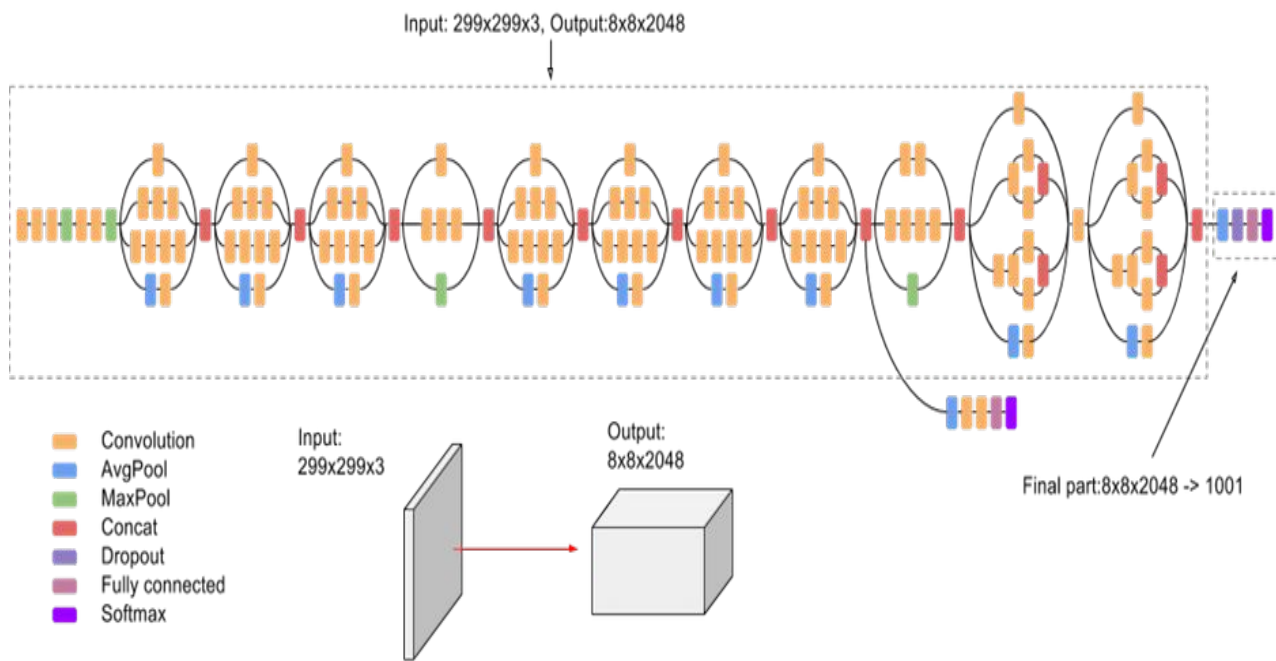 Input: 299x299x3, Output:8x8x2048
Convolution
AvgPool
MaxPool
Concat
Dropout
Fully connected
Softmax
Input:
299x299x3
Output:
8x8x2048
Final part:8x8x2048 -> 1001